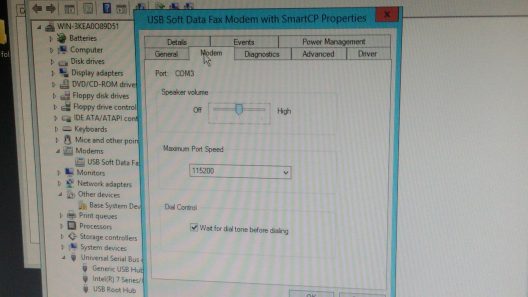 USB Soft Data Fax Modem with SmartCP Properties
Details
Events
Power Management
General
Modem
Diagnostics
Advanced
Driver
Port: COM3
Speaker volume
Off
High
Maximum Port Speed
115200
Dial Control
Wait for dial tone before dialing
WIN-3KEAO089D51
Batteries
Computer
Disk drives
Display adapters
DVD/CD-ROM drives
Floppy disk drives
Floppy drive control
IDE ATA/ATAPI cont
Keyboards
Mice and other poin
Modems
USB Soft Data Fa
Monitors
Network adapters
Other devices
Base System Dev
Print queues
Processors
Storage controllers
System devices
Universal Serial Bus
Generic USB Hub
Intel(R) 7 Series/
USB Root Hub
fol